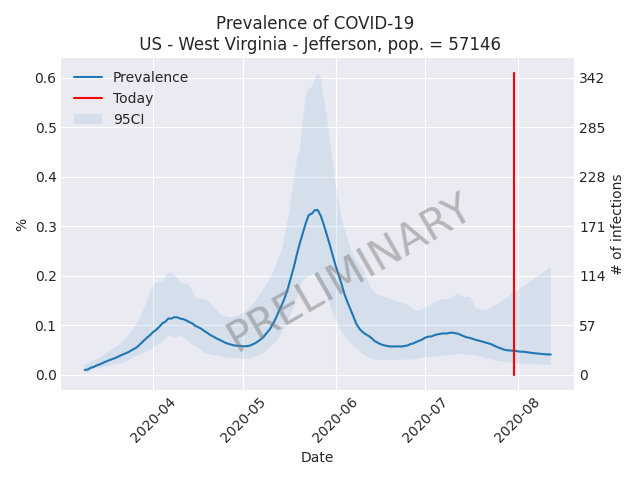 Prevalence of COVID-19
US - West Virginia - Jefferson, pop. = 57146
Prevalence
Today
95CI
PRELIMINARY
%
0.6
0.5
0.4
0.3
0.2
0.1
0.0
342
285
228
171
114
57
0
# of infections
2020-04
2020-05
2020-06
2020-07
2020-08
Date